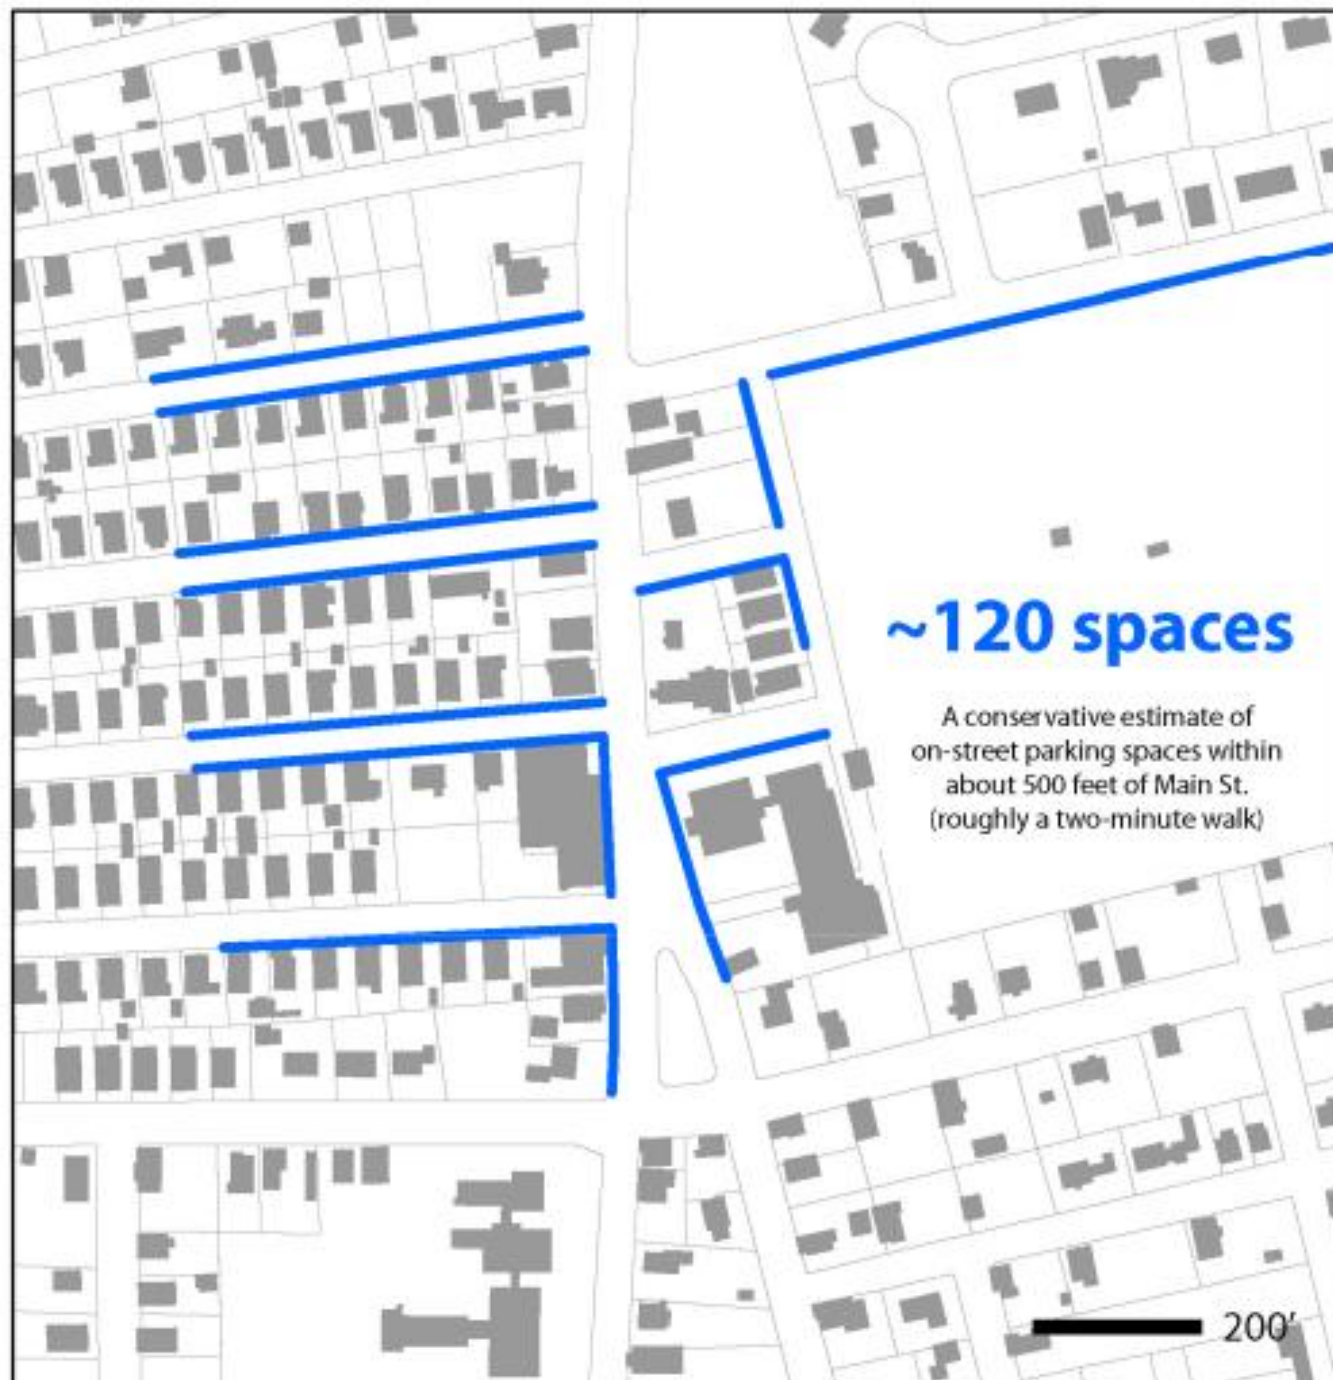 ~120 spaces
A conservative estimate of
on-street parking spaces within
about 500 feet of Main St.
(roughly a two-minute walk)
200'